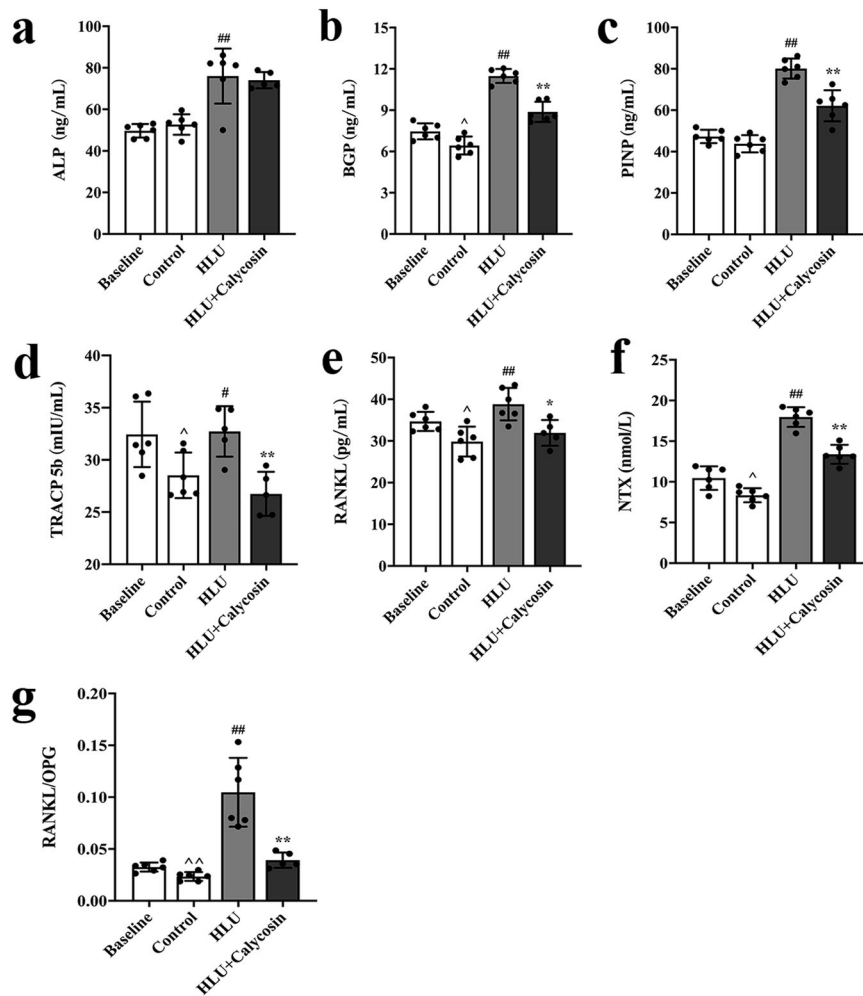 a
ALP (ng/mL)
100
80
60
40
20
0
##
Baseline
Control
HLU
HLU+Calycosin
b
BGP (ng/mL)
15
12
9
6
3
0
^
##
**
Baseline
Control
HLU
HLU+Calycosin
c
PINP (ng/mL)
100
80
60
40
20
0
##
**
Baseline
Control
HLU
HLU+Calycosin
d
TRACP 5b (mIU/mL)
40
35
30
25
20
^
#
**
Baseline
Control
HLU
HLU+Calycosin
e
RANKL (pg/mL)
50
40
30
20
10
0
^
##
*
Baseline
Control
HLU
HLU+Calycosin
f
NTX (nmol/L)
25
20
15
10
5
0
^
##
**
Baseline
Control
HLU
HLU+Calycosin
g
RANKL/OPG
0.20
0.15
0.10
0.05
0.00
^^
##
**
Baseline
Control
HLU
HLU+Calycosin